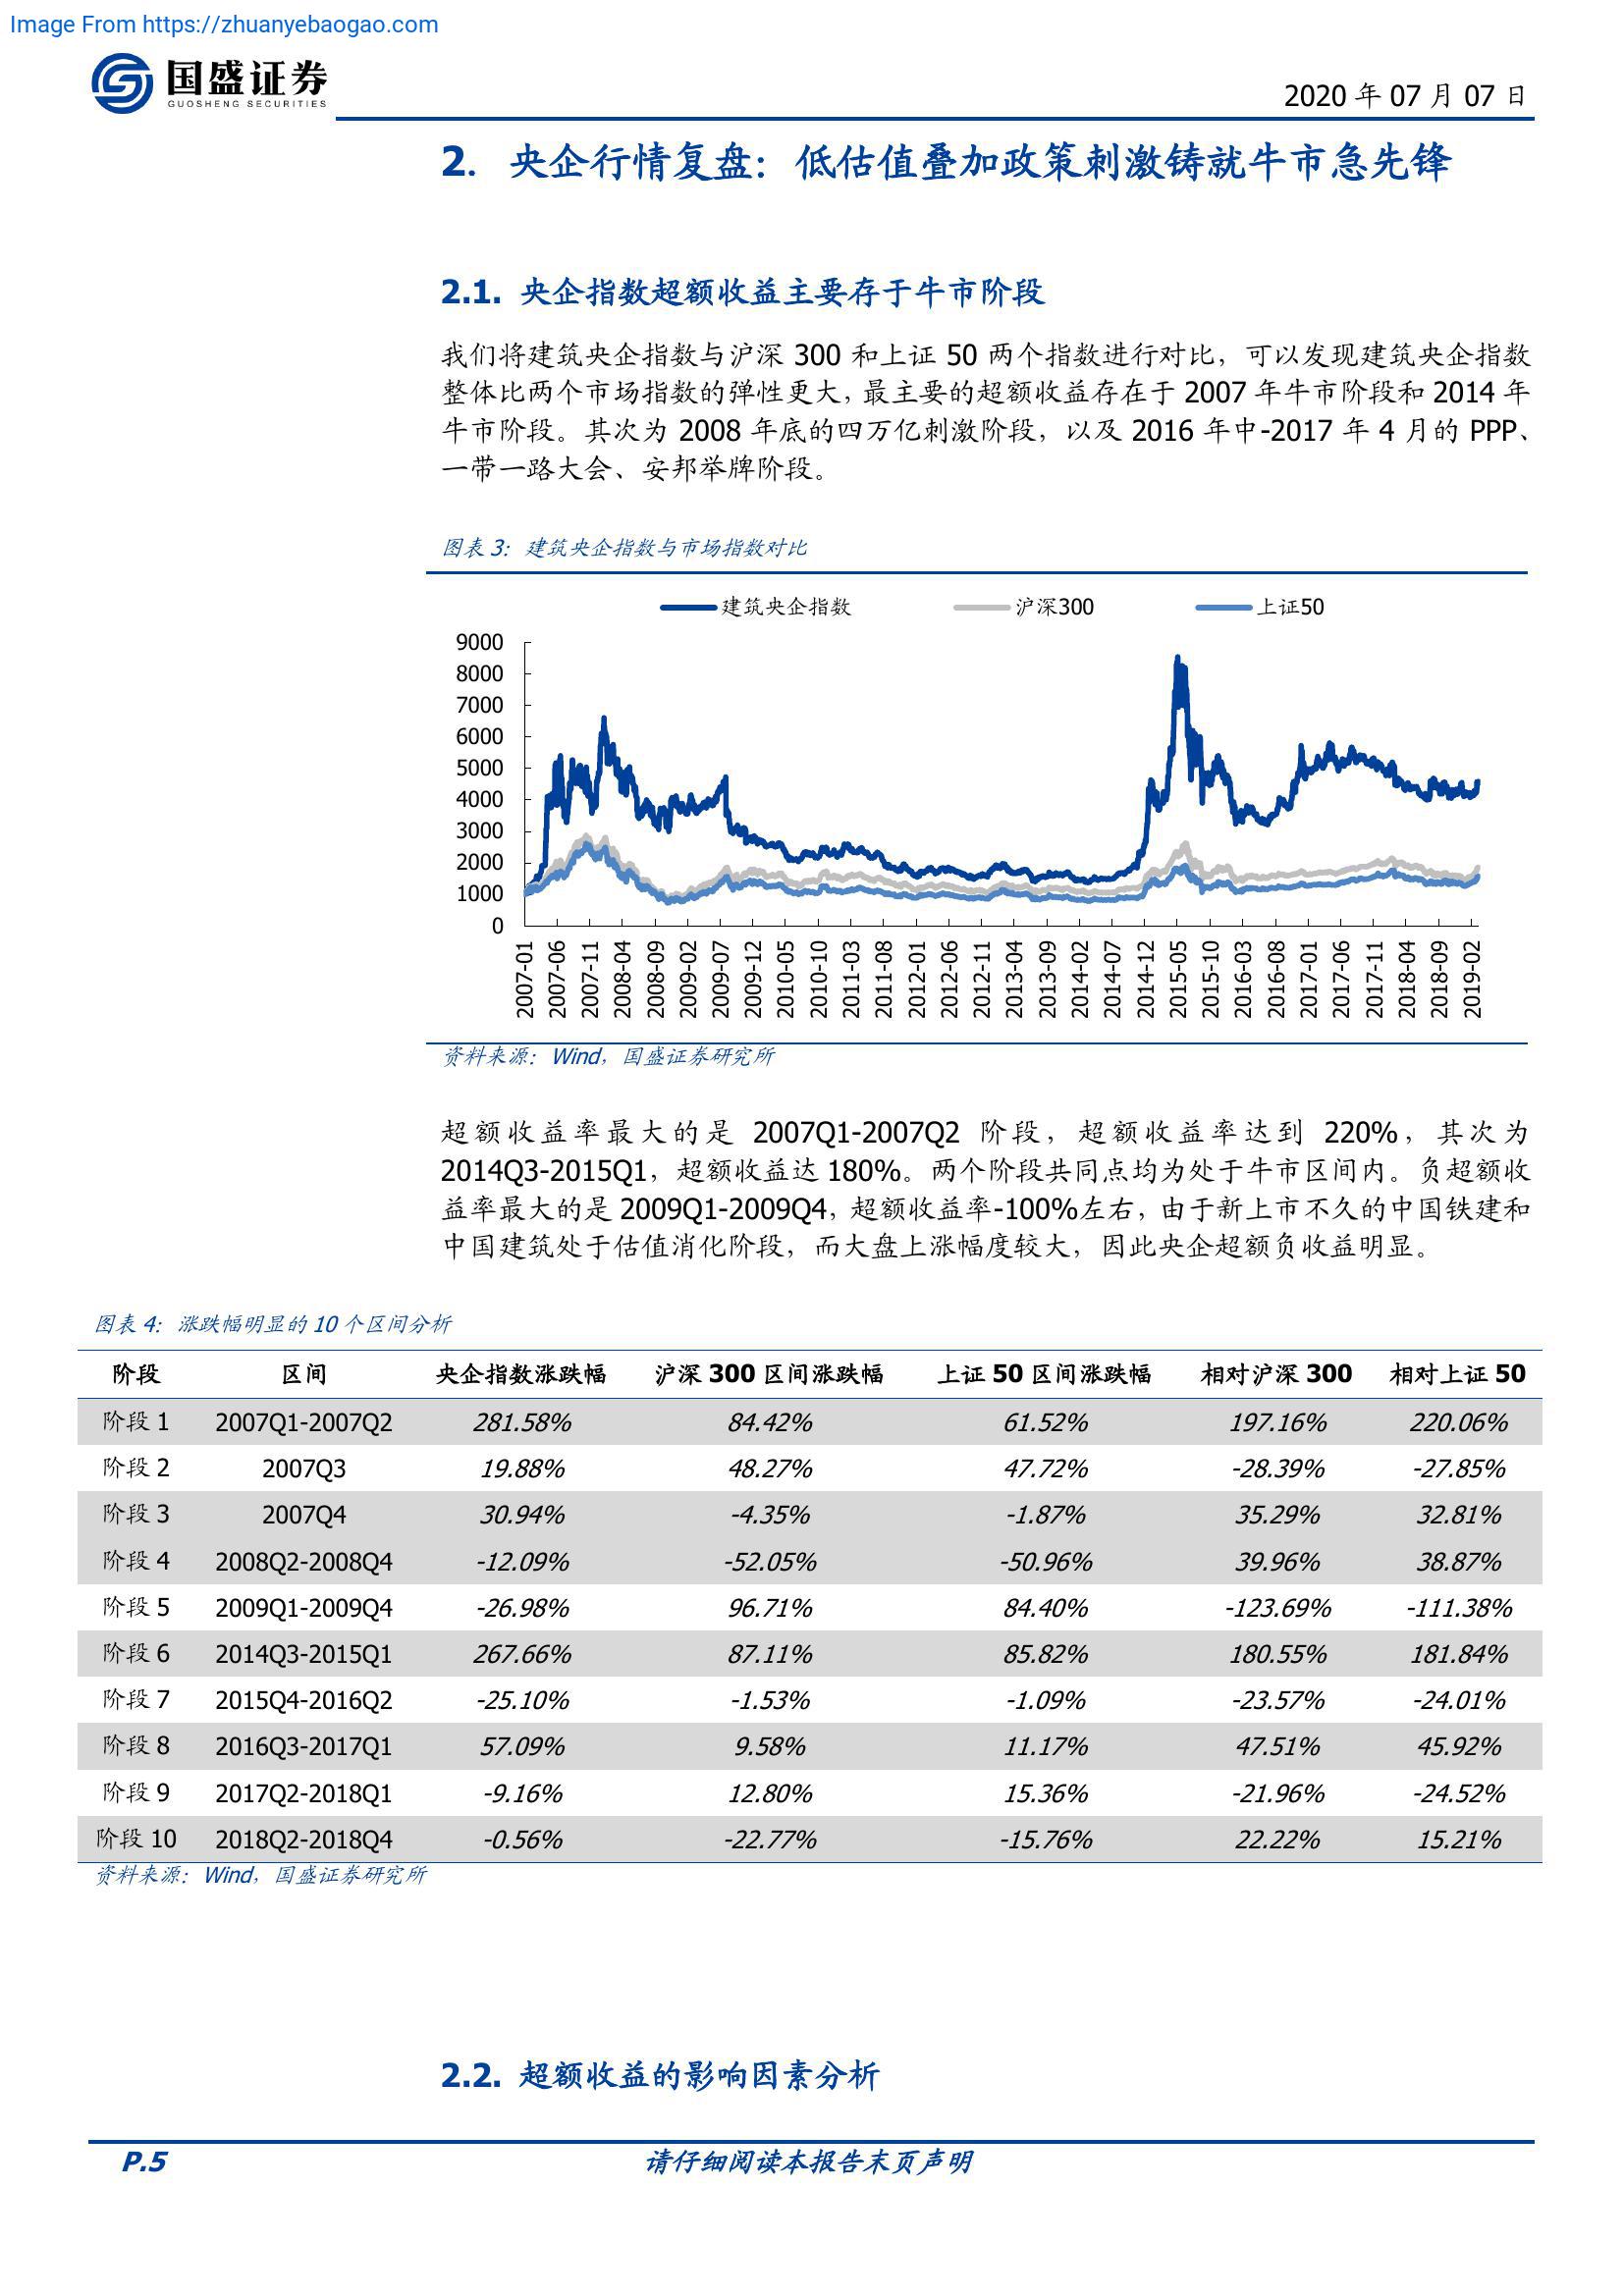 Image From https://zhuanyebaogao.com
国盛证券
GUOSHENG SECURITIES
2020 年 07 月 07 日
2. 央企行情复盘：低估值叠加政策刺激铸就牛市急先锋
2.1. 央企指数超额收益主要存于牛市阶段
我们将建筑央企指数与沪深 300 和上证 50 两个指数进行对比，可以发现建筑央企指数
整体比两个市场指数的弹性更大，最主要的超额收益存在于 2007 年牛市阶段和 2014 年
牛市阶段。其次为 2008 年底的四万亿刺激阶段，以及 2016 年中-2017 年 4 月的 PPP、
一带一路大会、安邦举牌阶段。
图表 3：建筑央企指数与市场指数对比
建筑央企指数 沪深300 上证50
9000
8000
7000
6000
5000
4000
3000
2000
1000
0
2007-01 2007-06 2007-11 2008-04 2008-09 2009-02 2009-07 2009-12 2010-05 2010-10 2011-03 2011-08 2012-01 2012-06 2012-11 2013-04 2013-09 2014-02 2014-07 2014-12 2015-05 2015-10 2016-03 2016-08 2017-01 2017-06 2017-11 2018-04 2018-09 2019-02
资料来源：Wind，国盛证券研究所
超额收益率最大的是 2007Q1-2007Q2 阶段，超额收益率达到 220%，其次为
2014Q3-2015Q1，超额收益达 180%。两个阶段共同点均为处于牛市区间内。负超额收
益率最大的是 2009Q1-2009Q4，超额收益率-100%左右，由于新上市不久的中国铁建和
中国建筑处于估值消化阶段，而大盘上涨幅度较大，因此央企超额负收益明显。
图表 4：涨跌幅明显的 10 个区间分析
阶段 区间 央企指数涨跌幅 沪深 300 区间涨跌幅 上证 50 区间涨跌幅 相对沪深 300 相对上证 50
阶段 1 2007Q1-2007Q2 281.58% 84.42% 61.52% 197.16% 220.06%
阶段 2 2007Q3 19.88% 48.27% 47.72% -28.39% -27.85%
阶段 3 2007Q4 30.94% -4.35% -1.87% 35.29% 32.81%
阶段 4 2008Q2-2008Q4 -12.09% -52.05% -50.96% 39.96% 38.87%
阶段 5 2009Q1-2009Q4 -26.98% 96.71% 84.40% -123.69% -111.38%
阶段 6 2014Q3-2015Q1 267.66% 87.11% 85.82% 180.55% 181.84%
阶段 7 2015Q4-2016Q2 -25.10% -1.53% -1.09% -23.57% -24.01%
阶段 8 2016Q3-2017Q1 57.09% 9.58% 11.17% 47.51% 45.92%
阶段 9 2017Q2-2018Q1 -9.16% 12.80% 15.36% -21.96% -24.52%
阶段 10 2018Q2-2018Q4 -0.56% -22.77% -15.76% 22.22% 15.21%
资料来源：Wind，国盛证券研究所
2.2. 超额收益的影响因素分析
P.5 请仔细阅读本报告末页声明